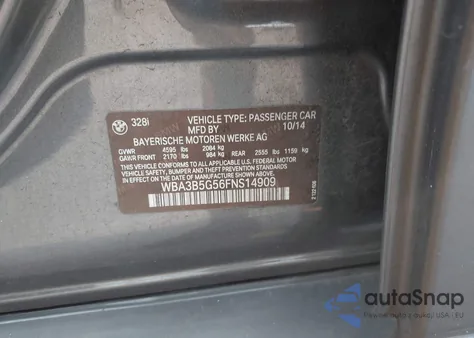 328i
VEHICLE TYPE: PASSENGER CAR
MFD BY 10/14
BAYERISCHE MOTOREN WERKE AG
GVWR 4595 lbs 2084 kg
GAWR FRONT 2170 lbs 984 kg REAR 2555 lbs 1159 kg
THIS VEHICLE CONFORMS TO ALL APPLICABLE U.S. FEDERAL MOTOR
VEHICLE SAFETY, BUMPER AND THEFT PREVENTION STANDARDS IN
EFFECT ON THE DATE OF MANUFACTURE SHOWN ABOVE.
WBA3B5G56FNS14909
autoSnap